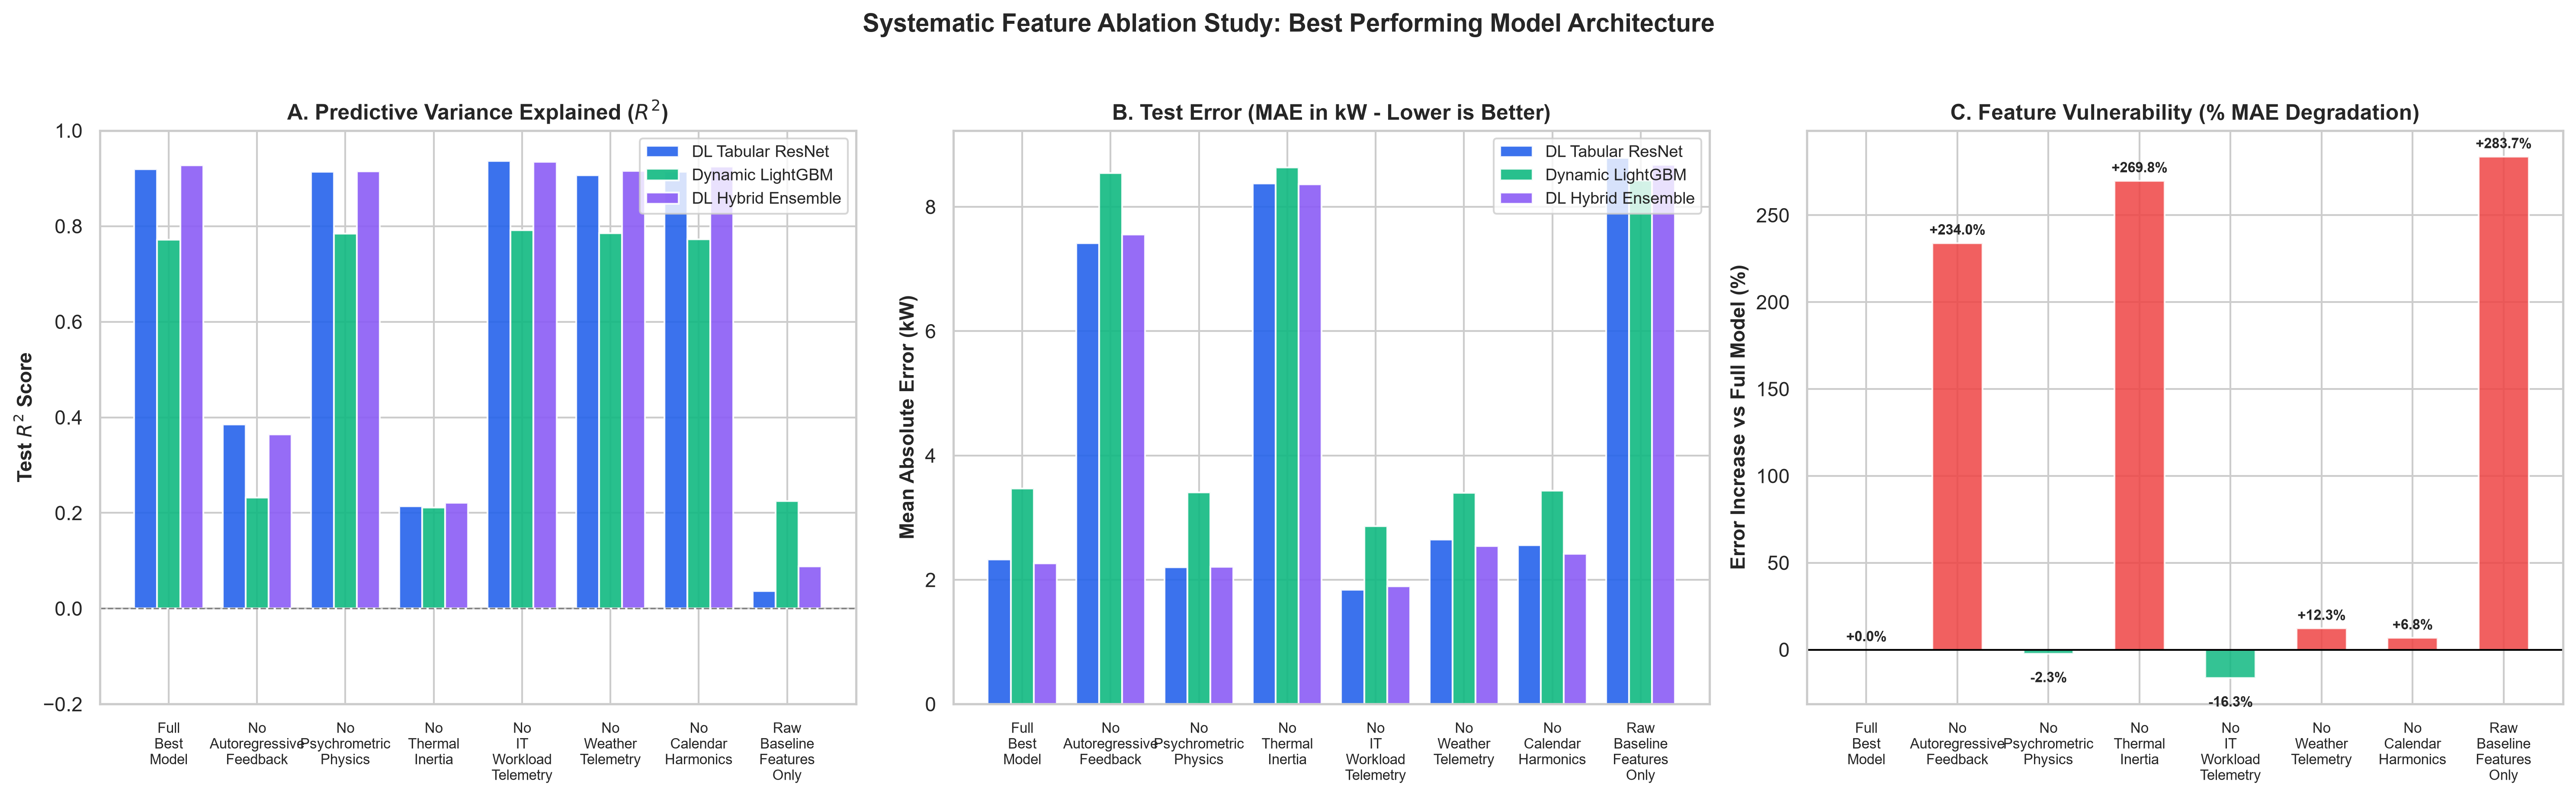 Systematic Feature Ablation Study: Best Performing Model Architecture
A. Predictive Variance Explained (R²)
Test R² Score
1.0
0.8
0.6
0.4
0.2
0.0
−0.2
DL Tabular ResNet
Dynamic LightGBM
DL Hybrid Ensemble
Full
Best
Model
No
Autoregressive
Feedback
No
Psychrometric
Physics
No
Thermal
Inertia
No
IT
Workload
Telemetry
No
Weather
Telemetry
No
Calendar
Harmonics
Raw
Baseline
Features
Only
B. Test Error (MAE in kW - Lower is Better)
Mean Absolute Error (kW)
8
6
4
2
0
DL Tabular ResNet
Dynamic LightGBM
DL Hybrid Ensemble
Full
Best
Model
No
Autoregressive
Feedback
No
Psychrometric
Physics
No
Thermal
Inertia
No
IT
Workload
Telemetry
No
Weather
Telemetry
No
Calendar
Harmonics
Raw
Baseline
Features
Only
C. Feature Vulnerability (% MAE Degradation)
Error Increase vs Full Model (%)
250
200
150
100
50
0
+0.0%
+234.0%
-2.3%
+269.8%
-16.3%
+12.3%
+6.8%
+283.7%
Full
Best
Model
No
Autoregressive
Feedback
No
Psychrometric
Physics
No
Thermal
Inertia
No
IT
Workload
Telemetry
No
Weather
Telemetry
No
Calendar
Harmonics
Raw
Baseline
Features
Only